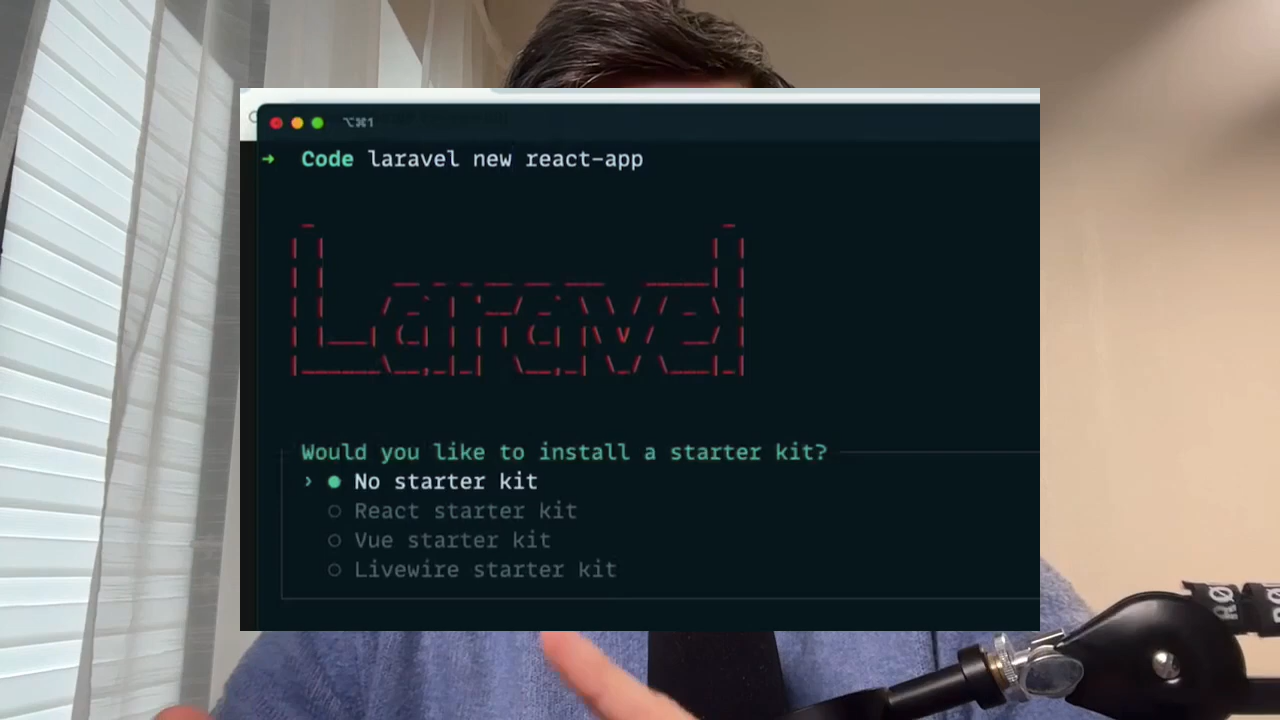 ⌥⌘1
➜ Code laravel new react-app
Laravel
Would you like to install a starter kit?
› ● No starter kit
○ React starter kit
○ Vue starter kit
○ Livewire starter kit
RØ